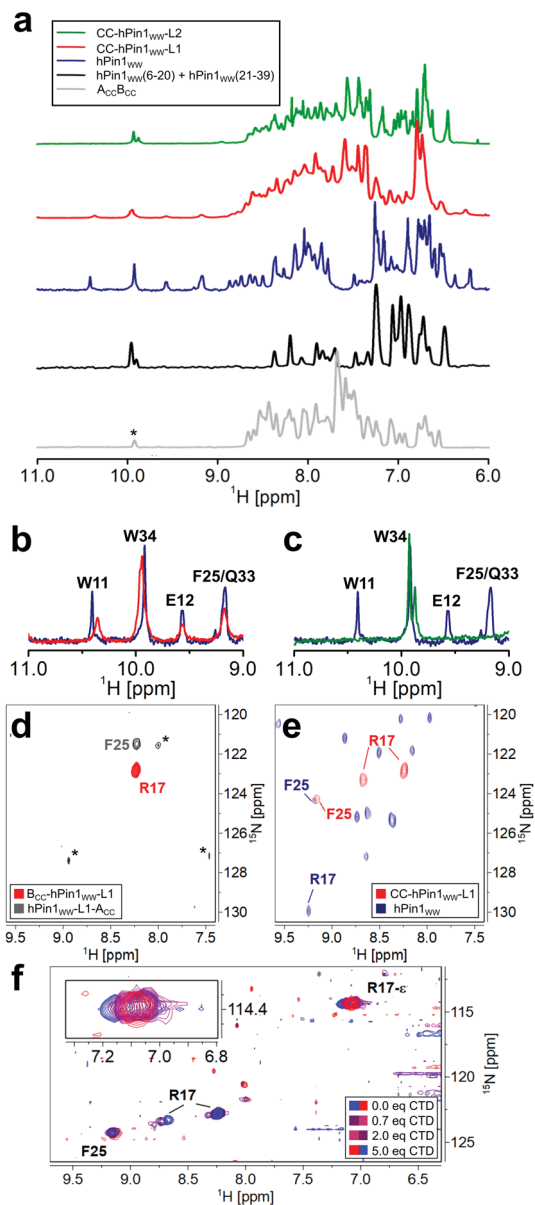 a
CC-hPin1WW-L2
CC-hPin1WW-L1
hPin1WW
hPin1WW(6-20) + hPin1WW(21-39)
ACCBCC
*
11.0 10.0 9.0 8.0 7.0 6.0
1H [ppm]
b
W34
W11
E12
F25/Q33
11.0 10.0 9.0
1H [ppm]
c
W34
W11
E12
F25/Q33
11.0 10.0 9.0
1H [ppm]
d
F25
*
R17
*
*
BCC-hPin1WW-L1
hPin1WW-L1-ACC
120
122
124
126
128
130
15N [ppm]
9.5 9.0 8.5 8.0 7.5
1H [ppm]
e
R17
F25
F25
R17
CC-hPin1WW-L1
hPin1WW
120
122
124
126
128
130
15N [ppm]
9.5 9.0 8.5 8.0 7.5
1H [ppm]
f
R17-ε
114.4
7.2 7.0 6.8
R17
F25
0.0 eq CTD
0.7 eq CTD
2.0 eq CTD
5.0 eq CTD
115
120
125
15N [ppm]
9.5 9.0 8.5 8.0 7.5 7.0 6.5
1H [ppm]